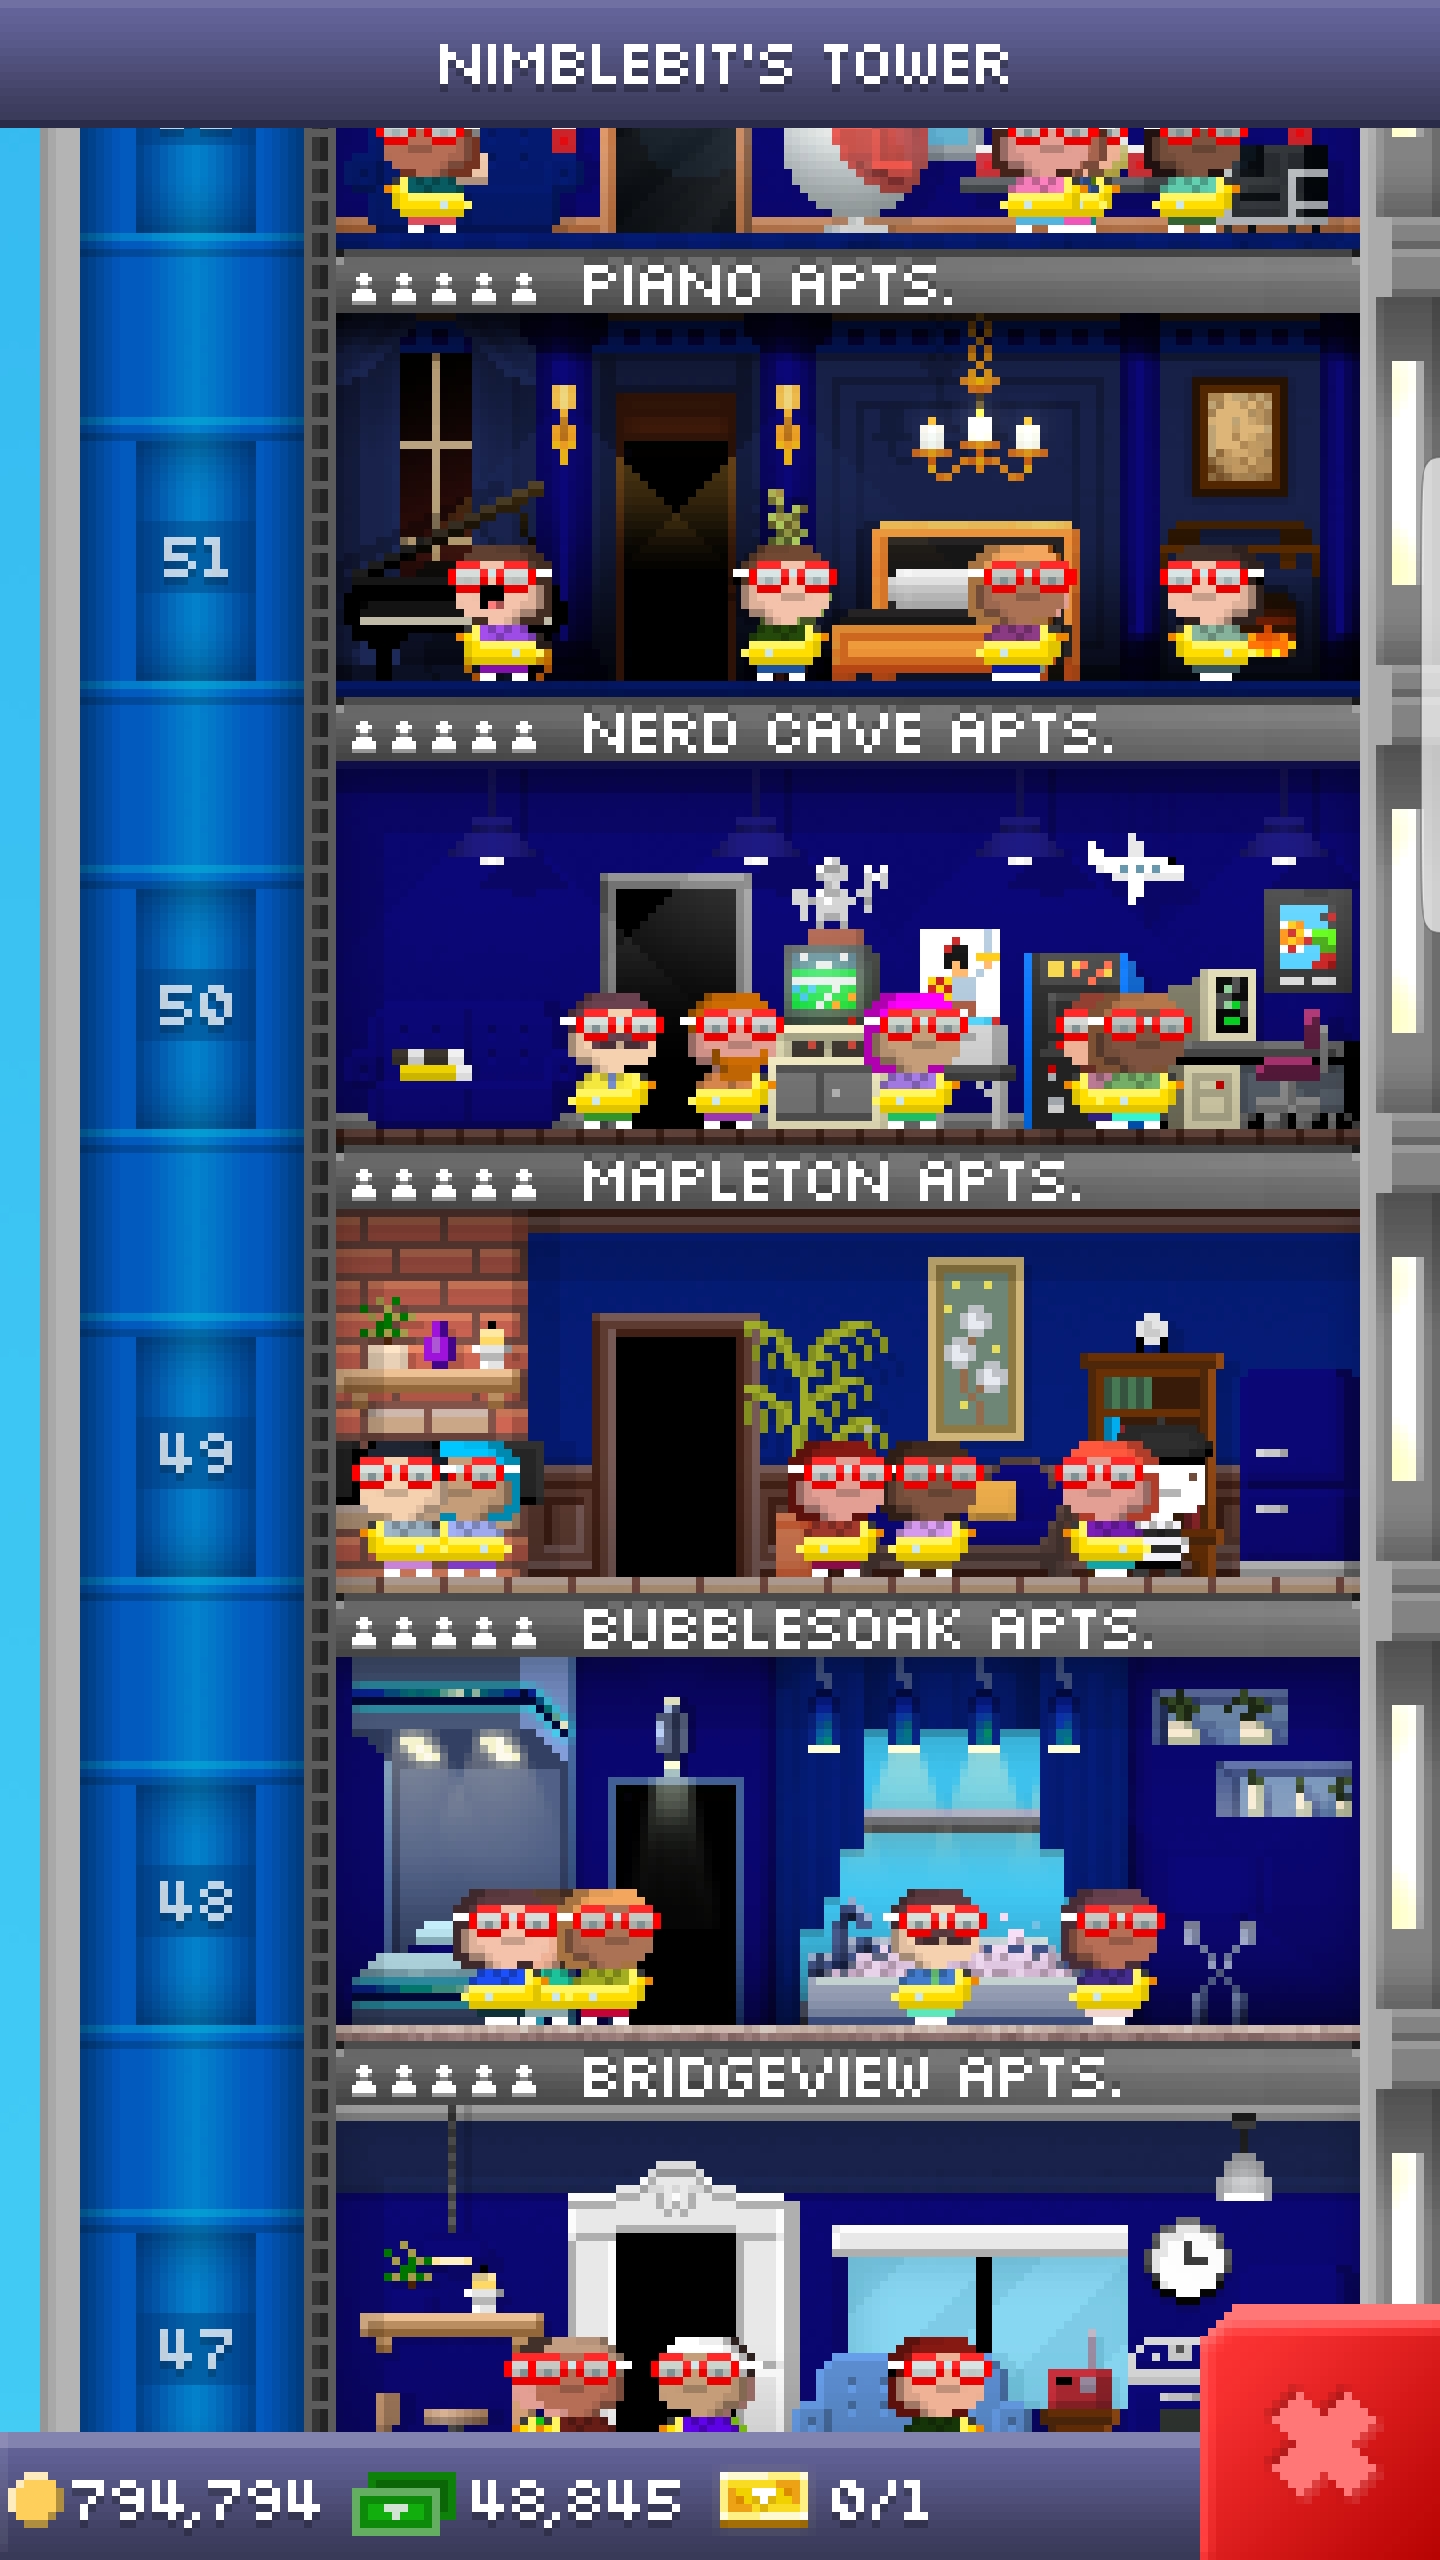 NIMBLEBIT'S TOWER
PIANO APTS.
51
NERD CAVE APTS.
50
MAPLETON APTS.
49
BUBBLESOAK APTS.
48
BRIDGEVIEW APTS.
47
794,794 48,845 0/1